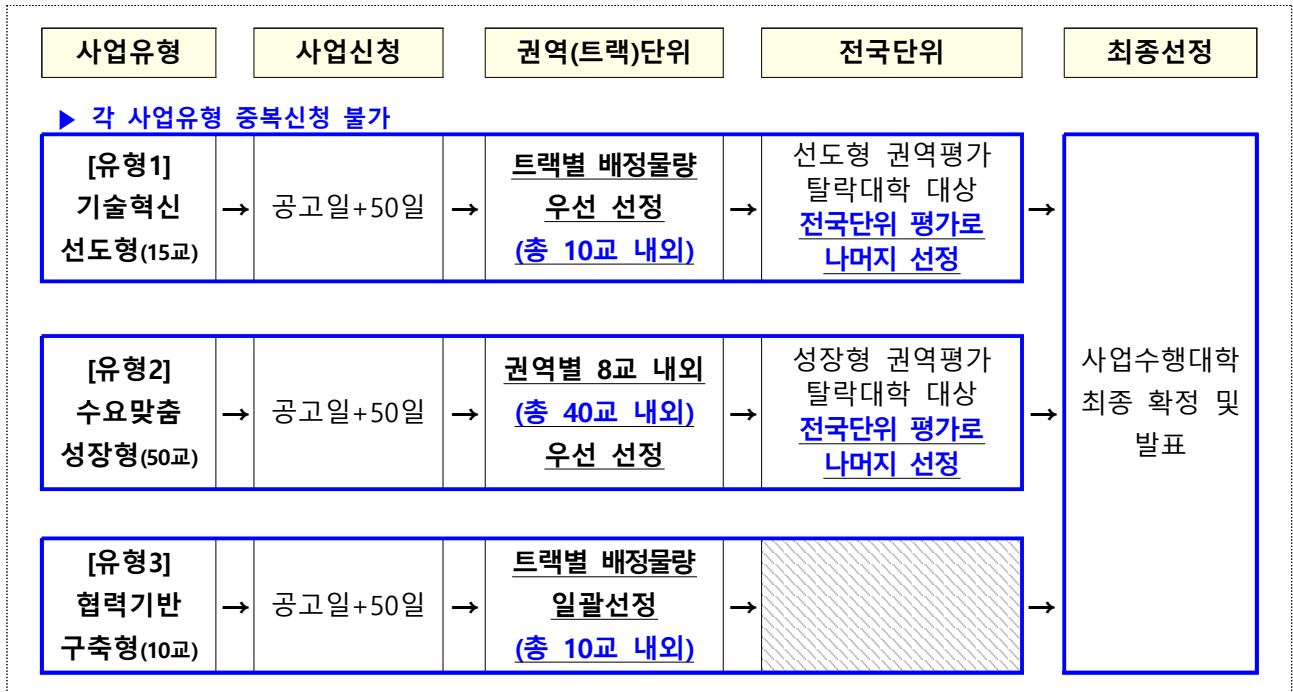 사업유형 사업신청 권역(트랙)단위 전국단위 최종선정
▶ 각 사업유형 중복신청 불가
[유형1]
기술혁신
선도형(15교)
→
공고일+50일
→
트랙별 배정물량
우선 선정
(총 10교 내외)
→
선도형 권역평가
탈락대학 대상
전국단위 평가로
나머지 선정
→
[유형2]
수요맞춤
성장형(50교)
→
공고일+50일
→
권역별 8교 내외
(총 40교 내외)
우선 선정
→
성장형 권역평가
탈락대학 대상
전국단위 평가로
나머지 선정
→
[유형3]
협력기반
구축형(10교)
→
공고일+50일
→
트랙별 배정물량
일괄선정
(총 10교 내외)
→
→
사업수행대학
최종 확정 및
발표